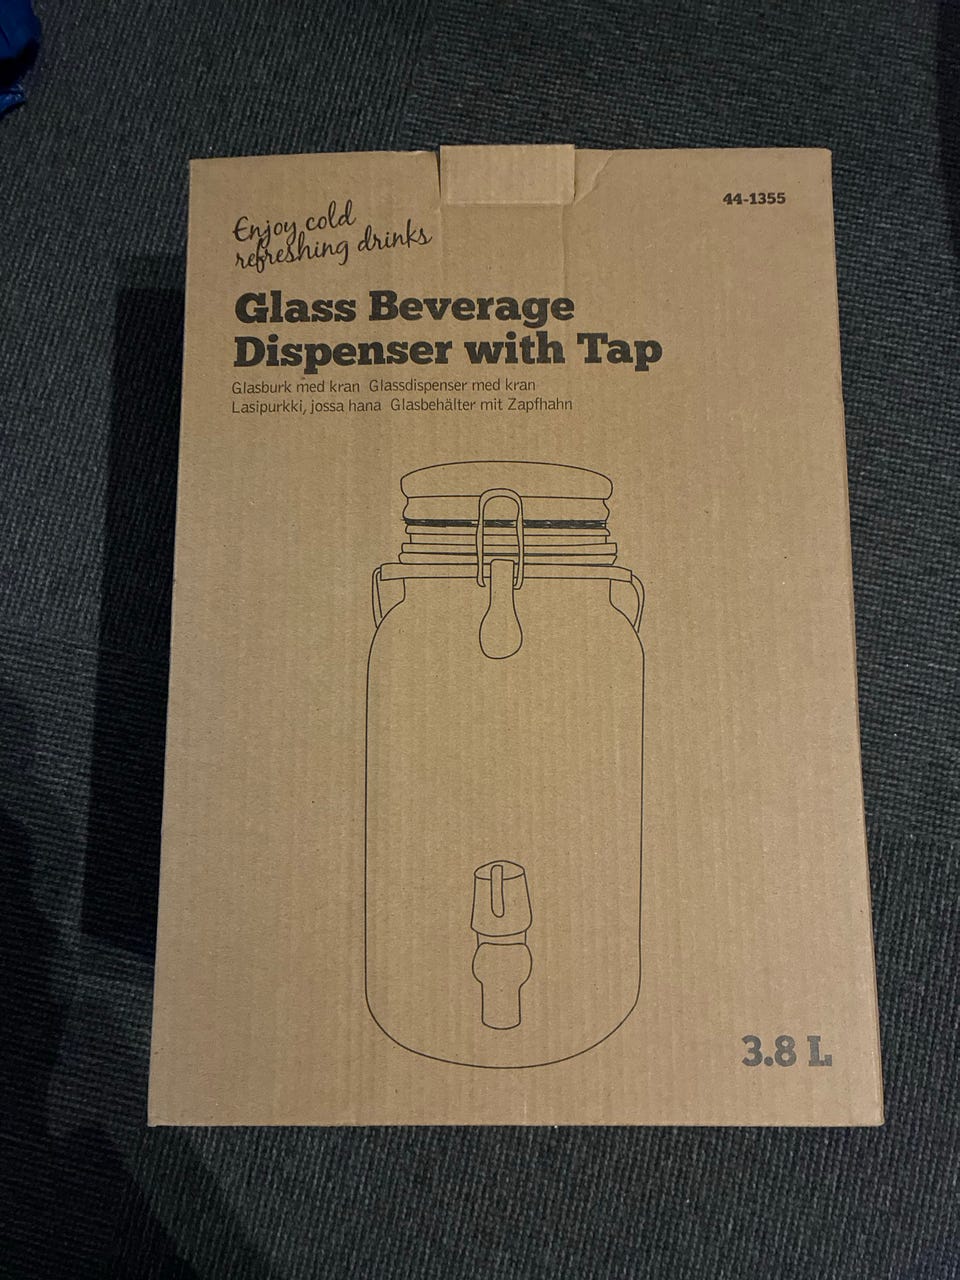 44-1355
Enjoy cold
refreshing drinks
Glass Beverage
Dispenser with Tap
Glasburk med kran Glassdispenser med kran
Lasipurkki, jossa hana Glasbehälter mit Zapfhahn
3.8 L